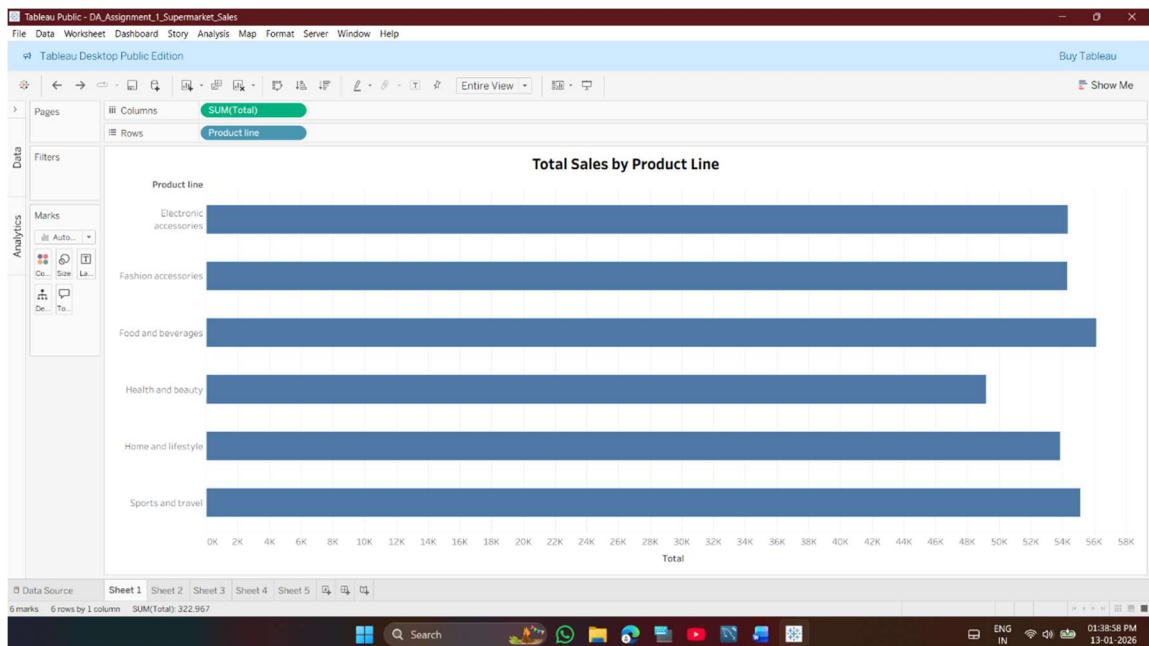 Tableau Public - DA_Assignment_1_Supermarket_Sales
File Data Worksheet Dashboard Story Analysis Map Format Server Window Help
Tableau Desktop Public Edition Buy Tableau
Entire View Show Me
Pages
Columns SUM(Total)
Rows Product line
Data
Filters
Analytics
Marks
Auto...
Co... Size La...
De... To...
Total Sales by Product Line
Product line
Electronic
accessories
Fashion accessories
Food and beverages
Health and beauty
Home and lifestyle
Sports and travel
0K 2K 4K 6K 8K 10K 12K 14K 16K 18K 20K 22K 24K 26K 28K 30K 32K 34K 36K 38K 40K 42K 44K 46K 48K 50K 52K 54K 56K 58K
Total
Data Source Sheet 1 Sheet 2 Sheet 3 Sheet 4 Sheet 5
6 marks 6 rows by 1 column SUM(Total): 322,967
Search
ENG
IN
01:38:58 PM
13-01-2026